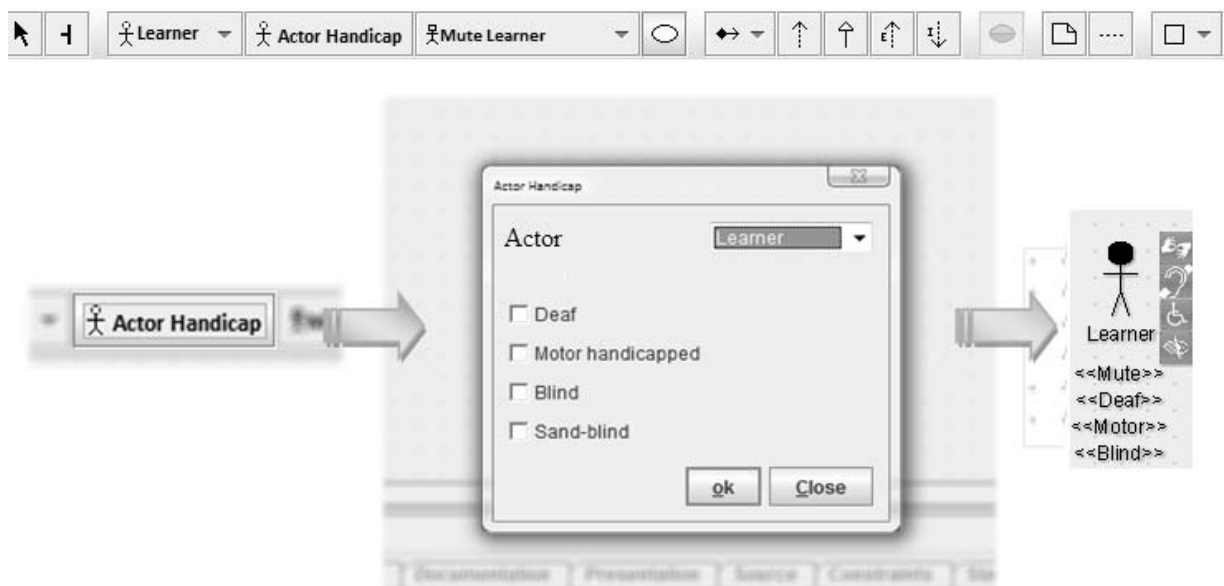 Learner Actor Handicap Mute Learner E I
Actor Handicap
Actor Learner
Deaf
Motor handicapped
Blind
Sand-blind
ok Close
Actor Handicap
Learner
<<Mute>>
<<Deaf>>
<<Motor>>
<<Blind>>
Documentation Presentation Source Constraints